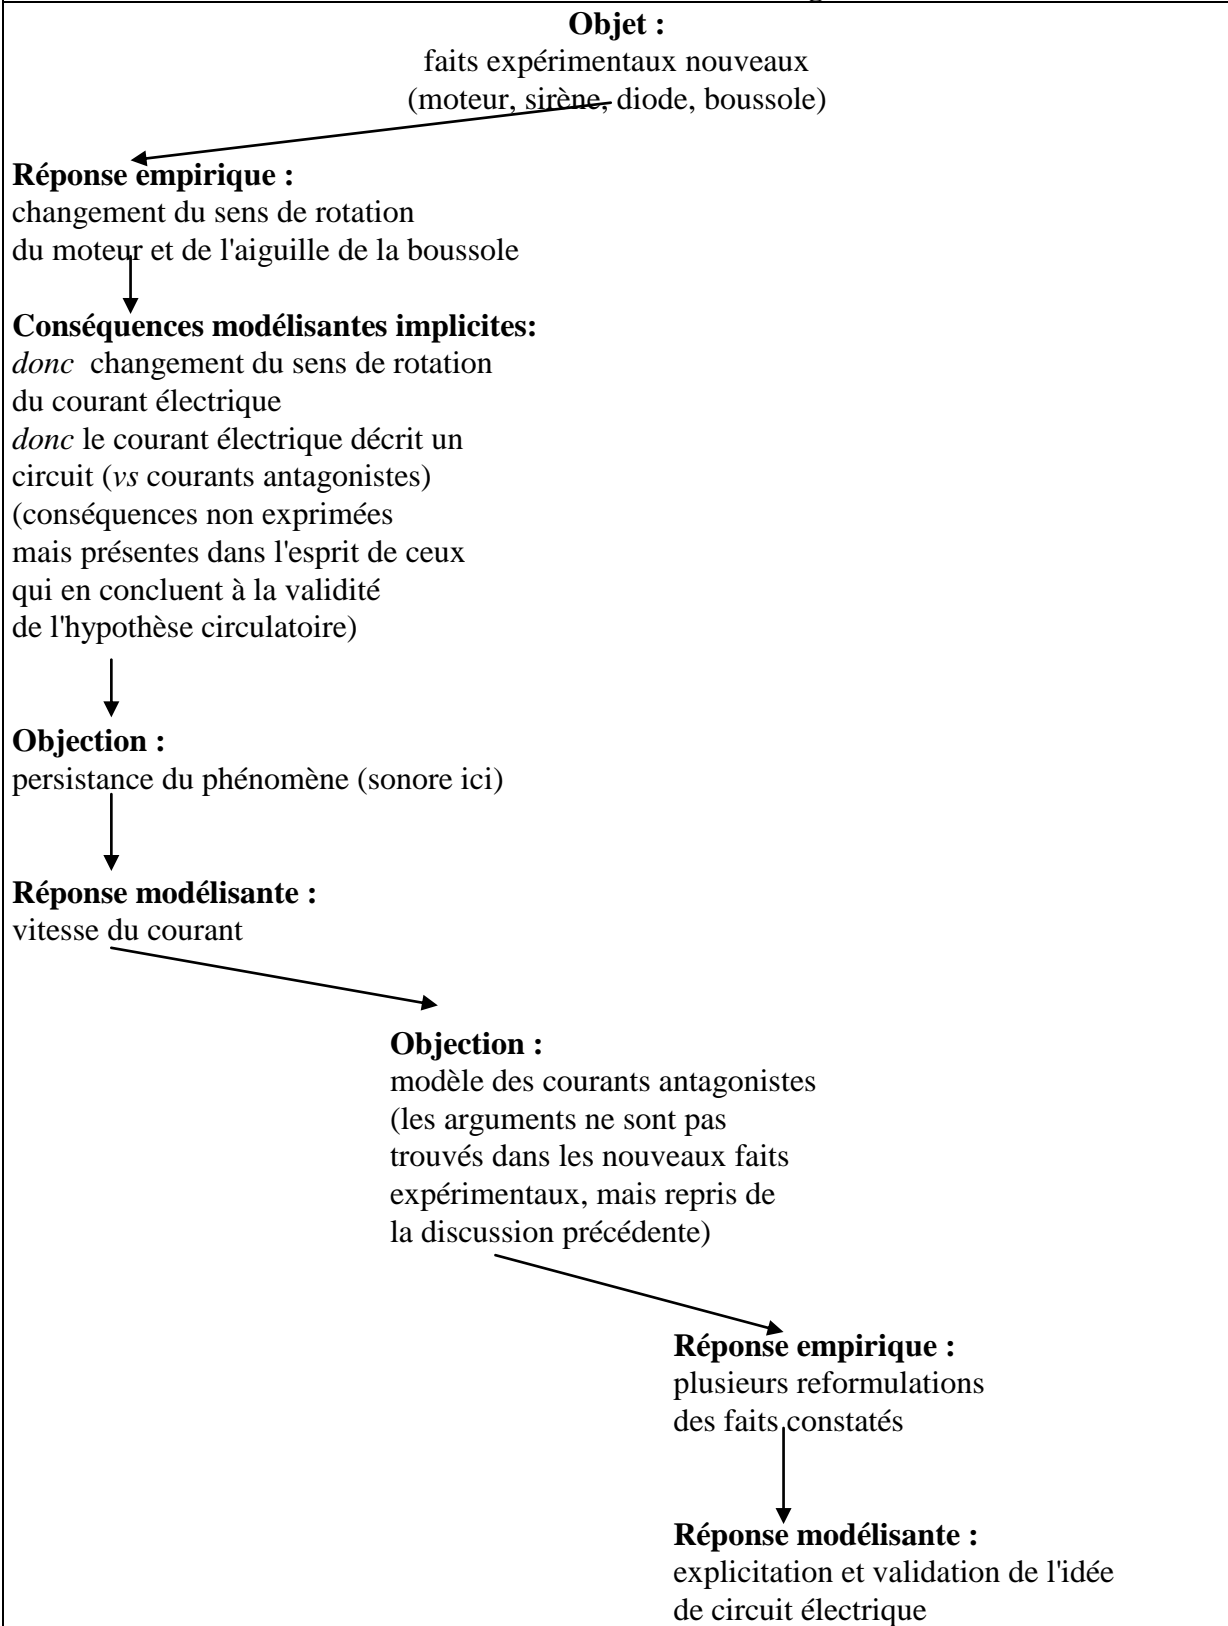 Objet :
faits expérimentaux nouveaux
(moteur, sirène, diode, boussole)
Réponse empirique :
changement du sens de rotation
du moteur et de l'aiguille de la boussole
Conséquences modélisantes implicites:
donc changement du sens de rotation
du courant électrique
donc le courant électrique décrit un
circuit (vs courants antagonistes)
(conséquences non exprimées
mais présentes dans l'esprit de ceux
qui en concluent à la validité
de l'hypothèse circulatoire)
Objection :
persistance du phénomène (sonore ici)
Réponse modélisante :
vitesse du courant
Objection :
modèle des courants antagonistes
(les arguments ne sont pas
trouvés dans les nouveaux faits
expérimentaux, mais repris de
la discussion précédente)
Réponse empirique :
plusieurs reformulations
des faits constatés
Réponse modélisante :
explicitation et validation de l'idée
de circuit électrique